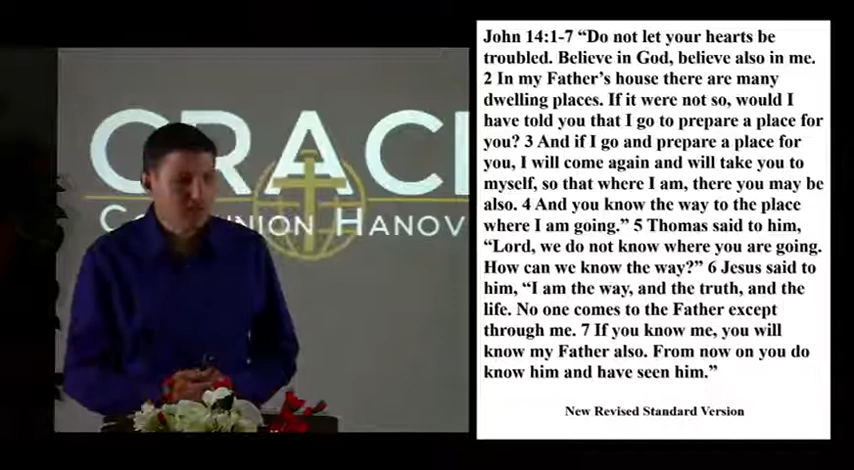 GRACE
COMMUNION HANOV
John 14:1-7 “Do not let your hearts be
troubled. Believe in God, believe also in me.
2 In my Father’s house there are many
dwelling places. If it were not so, would I
have told you that I go to prepare a place for
you? 3 And if I go and prepare a place for
you, I will come again and will take you to
myself, so that where I am, there you may be
also. 4 And you know the way to the place
where I am going.” 5 Thomas said to him,
“Lord, we do not know where you are going.
How can we know the way?” 6 Jesus said to
him, “I am the way, and the truth, and the
life. No one comes to the Father except
through me. 7 If you know me, you will
know my Father also. From now on you do
know him and have seen him.”
New Revised Standard Version